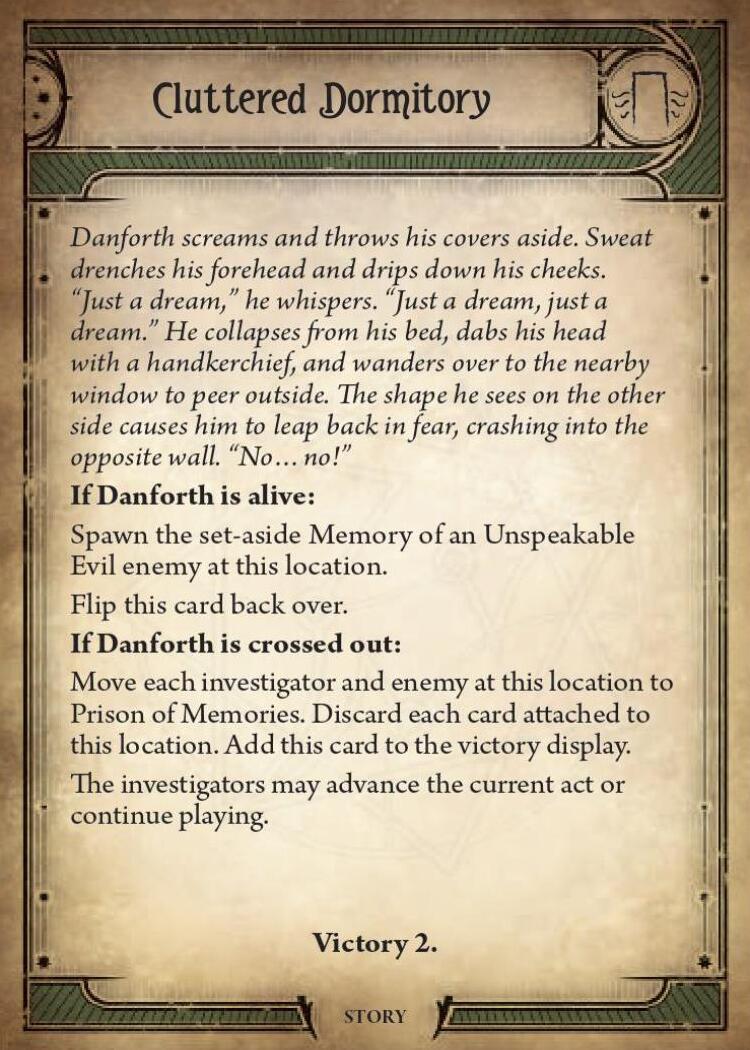 Cluttered Dormitory
Danforth screams and throws his covers aside. Sweat
drenches his forehead and drips down his cheeks.
“Just a dream,” he whispers. “Just a dream, just a
dream.” He collapses from his bed, dabs his head
with a handkerchief, and wanders over to the nearby
window to peer outside. The shape he sees on the other
side causes him to leap back in fear, crashing into the
opposite wall. “No… no!”
If Danforth is alive:
Spawn the set-aside Memory of an Unspeakable
Evil enemy at this location.
Flip this card back over.
If Danforth is crossed out:
Move each investigator and enemy at this location to
Prison of Memories. Discard each card attached to
this location. Add this card to the victory display.
The investigators may advance the current act or
continue playing.
Victory 2.
STORY